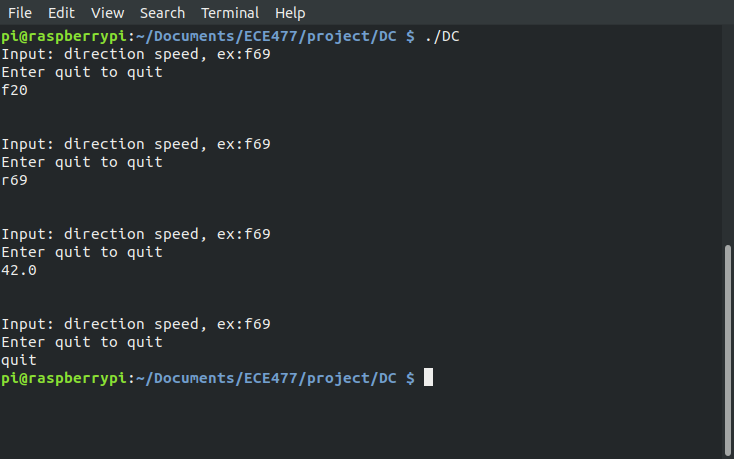 File Edit View Search Terminal Help
pi@raspberrypi:~/Documents/ECE477/project/DC $ ./DC
Input: direction speed, ex:f69
Enter quit to quit
f20
Input: direction speed, ex:f69
Enter quit to quit
r69
Input: direction speed, ex:f69
Enter quit to quit
42.0
Input: direction speed, ex:f69
Enter quit to quit
quit
pi@raspberrypi:~/Documents/ECE477/project/DC $